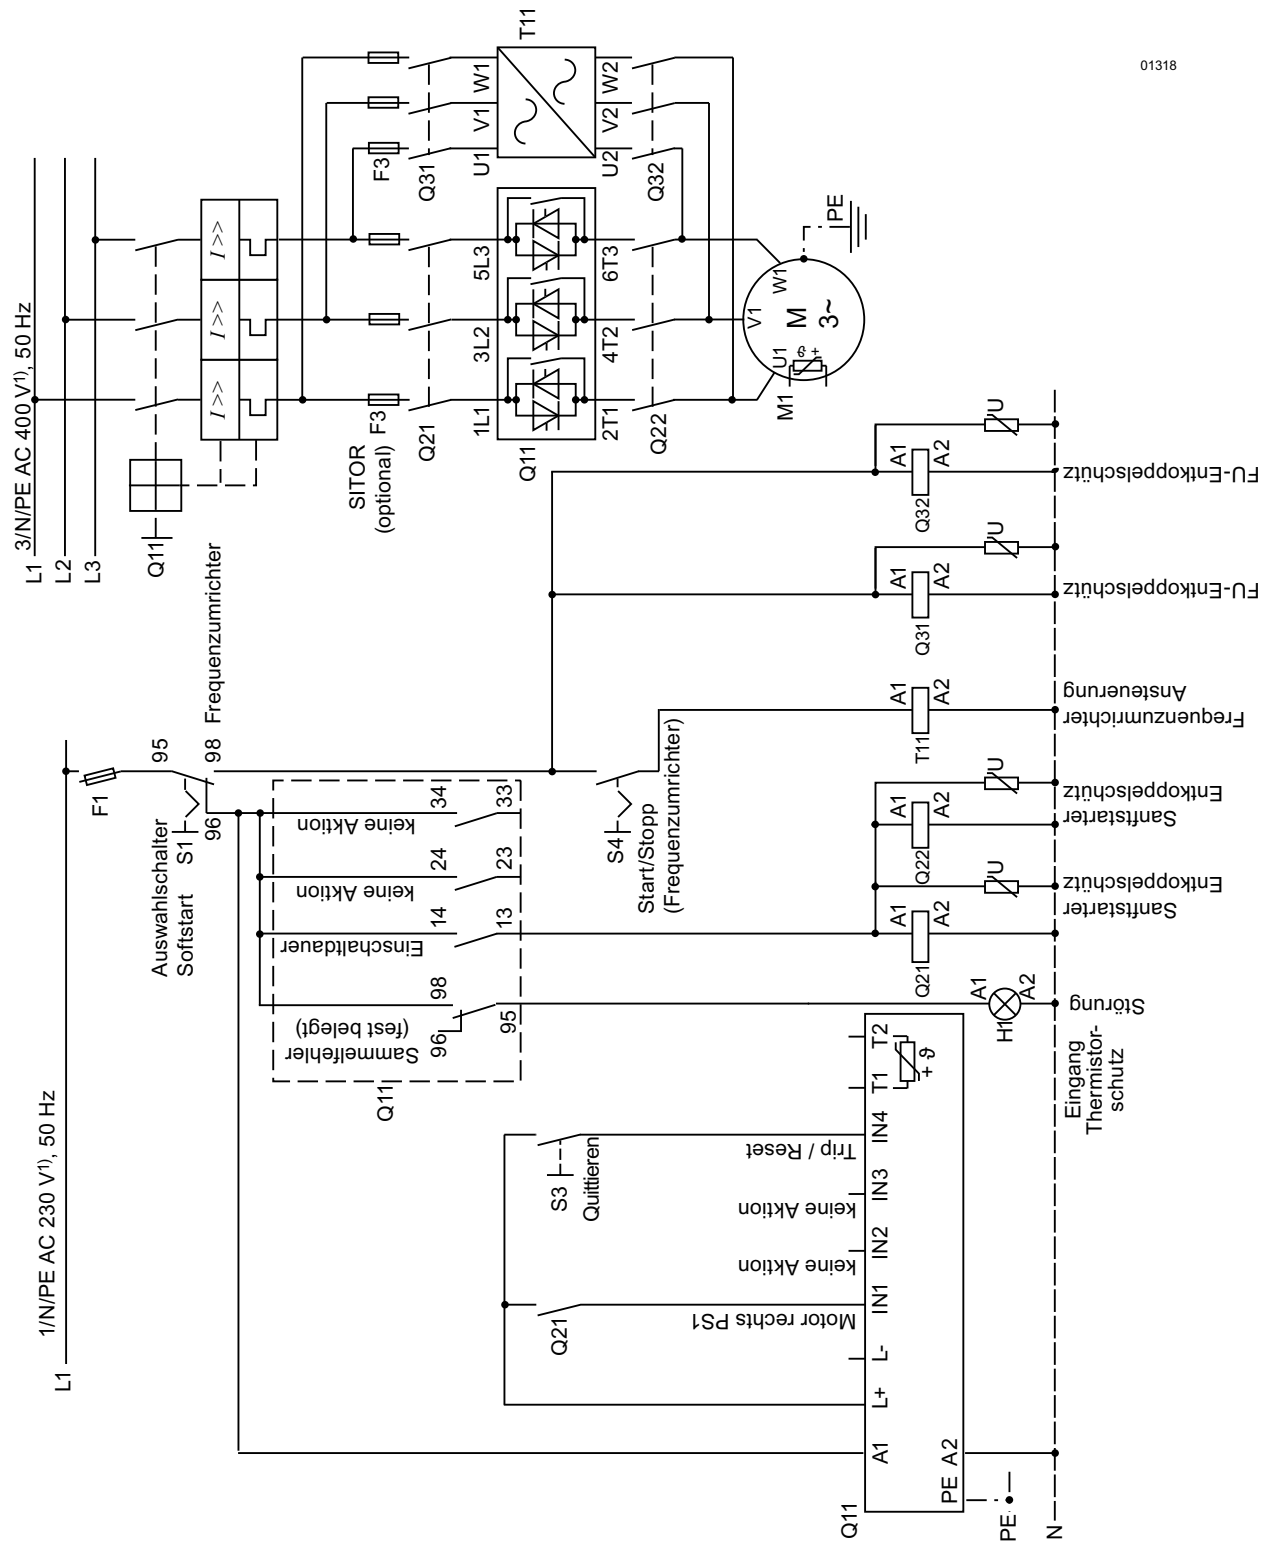 01318
1/N/PE AC 230 V1), 50 Hz
L1
F1
95
98
96
S1
Auswahlschalter
Softstart
Frequenzumrichter
3/N/PE AC 400 V1), 50 Hz
L1
L2
L3
Q11
I >>
I >>
I >>
SITOR
(optional)
F3
F3
Q21
Q31
1L1
3L2
5L3
U1
V1
W1
Q11
T11
2T1
4T2
6T3
U2
V2
W2
Q22
Q32
M1
U1
V1
W1
M
3~
ϑ +
PE
Q11
Sammelfehler
(fest belegt)
96
98
95
Einschaltdauer
14
13
keine Aktion
24
23
keine Aktion
34
33
S4
Start/Stopp
(Frequenzumrichter)
S3
Quittieren
Q21
Motor rechts PS1
keine Aktion
keine Aktion
Trip / Reset
Q11
A1
L+
L-
IN1
IN2
IN3
IN4
T1
T2
+ ϑ
PE
A2
PE
N
Eingang
Thermistor-
schutz
H1
A1
A2
Störung
Q21
A1
A2
U
Sanftstarter
Entkoppelschütz
Q22
A1
A2
U
Sanftstarter
Entkoppelschütz
T11
A1
A2
Frequenzumrichter
Ansteuerung
Q31
A1
A2
U
FU-Entkoppelschütz
Q32
A1
A2
U
FU-Entkoppelschütz